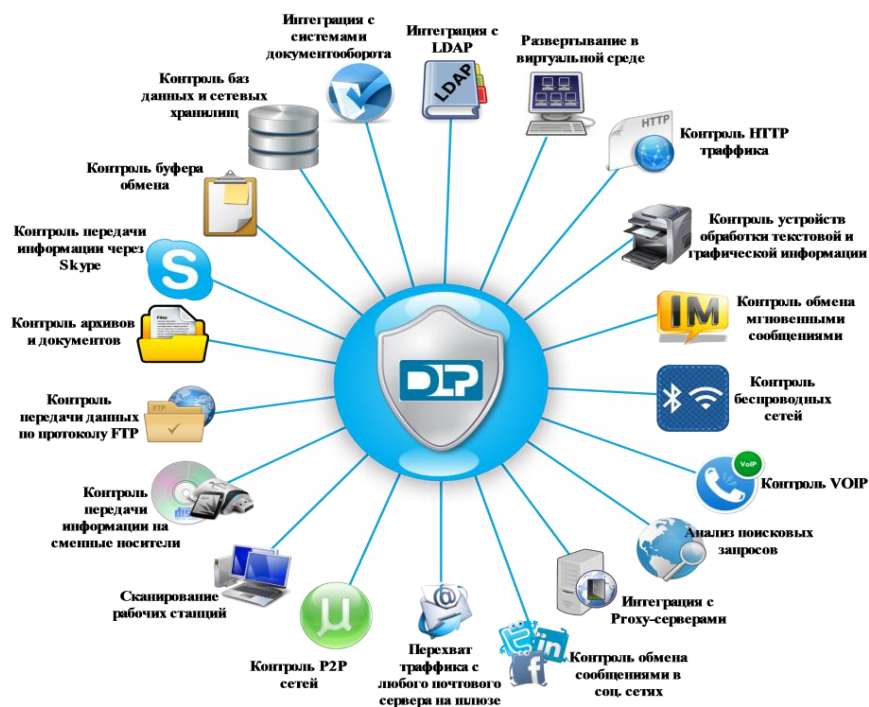 Интеграция с
системами
документооборота
Интеграция с
LDAP
LDAP
Развертывание в
виртуальной среде
Контроль баз
данных и сетевых
хранилищ
HTTP
Контроль HTTP
траффика
Контроль буфера
обмена
Контроль устройств
обработки текстовой и
графической информации
Контроль передачи
информации через
Skype
S
IM
Контроль обмена
мгновенными
сообщениями
Files
Контроль архивов
и документов
DLP
Контроль
беспроводных
сетей
Контроль
передачи данных
по протоколу FTP
FTP
VoIP
Контроль VOIP
Контроль
передачи
информации на
сменные носители
disc
Анализ поисковых
запросов
Сканирование
рабочих станций
µ
Контроль P2P
сетей
@
Перехват
траффика с
любого почтового
сервера на шлюзе
Интеграция с
Proxy-серверами
t
in
f
Контроль обмена
сообщениями в
соц. сетях